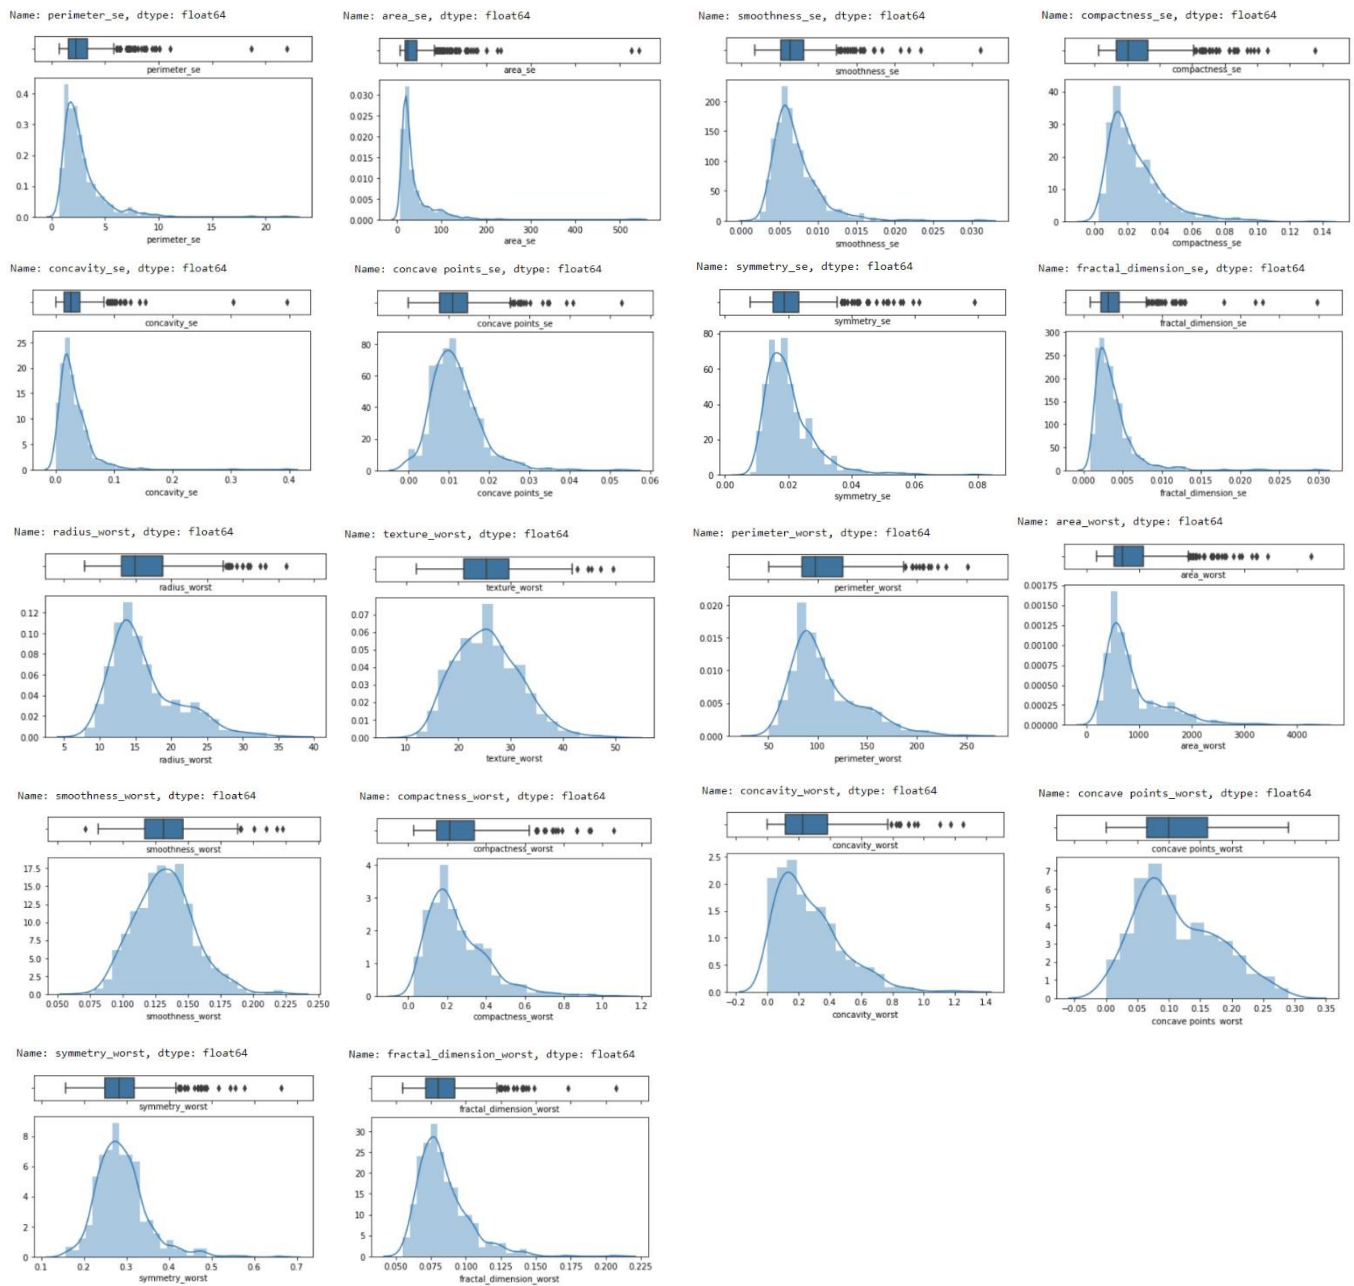 Name: perimeter_se, dtype: float64
perimeter_se
0.4
0.3
0.2
0.1
0.0
0 5 10 15 20
perimeter_se
Name: area_se, dtype: float64
area_se
0.030
0.025
0.020
0.015
0.010
0.005
0.000
0 100 200 300 400 500
area_se
Name: smoothness_se, dtype: float64
smoothness_se
200
150
100
50
0
0.000 0.005 0.010 0.015 0.020 0.025 0.030
smoothness_se
Name: compactness_se, dtype: float64
compactness_se
40
30
20
10
0
0.00 0.02 0.04 0.06 0.08 0.10 0.12 0.14
compactness_se
Name: concavity_se, dtype: float64
concavity_se
25
20
15
10
5
0
0.0 0.1 0.2 0.3 0.4
concavity_se
Name: concave points_se, dtype: float64
concave points_se
80
60
40
20
0
0.00 0.01 0.02 0.03 0.04 0.05 0.06
concave points_se
Name: symmetry_se, dtype: float64
symmetry_se
80
60
40
20
0
0.00 0.02 0.04 0.06 0.08
symmetry_se
Name: fractal_dimension_se, dtype: float64
fractal_dimension_se
300
250
200
150
100
50
0
0.000 0.005 0.010 0.015 0.020 0.025 0.030
fractal_dimension_se
Name: radius_worst, dtype: float64
radius_worst
0.12
0.10
0.08
0.06
0.04
0.02
0.00
5 10 15 20 25 30 35 40
radius_worst
Name: texture_worst, dtype: float64
texture_worst
0.07
0.06
0.05
0.04
0.03
0.02
0.01
0.00
10 20 30 40 50
texture_worst
Name: perimeter_worst, dtype: float64
perimeter_worst
0.020
0.015
0.010
0.005
0.000
50 100 150 200 250
perimeter_worst
Name: area_worst, dtype: float64
area_worst
0.00175
0.00150
0.00125
0.00100
0.00075
0.00050
0.00025
0.00000
0 1000 2000 3000 4000
area_worst
Name: smoothness_worst, dtype: float64
smoothness_worst
17.5
15.0
12.5
10.0
7.5
5.0
2.5
0.0
0.050 0.075 0.100 0.125 0.150 0.175 0.200 0.225 0.250
smoothness_worst
Name: compactness_worst, dtype: float64
compactness_worst
4
3
2
1
0
0.0 0.2 0.4 0.6 0.8 1.0 1.2
compactness_worst
Name: concavity_worst, dtype: float64
concavity_worst
2.5
2.0
1.5
1.0
0.5
0.0
−0.2 0.0 0.2 0.4 0.6 0.8 1.0 1.2 1.4
concavity_worst
Name: concave points_worst, dtype: float64
concave points_worst
7
6
5
4
3
2
1
0
−0.05 0.00 0.05 0.10 0.15 0.20 0.25 0.30 0.35
concave points_worst
Name: symmetry_worst, dtype: float64
symmetry_worst
8
6
4
2
0
0.1 0.2 0.3 0.4 0.5 0.6 0.7
symmetry_worst
Name: fractal_dimension_worst, dtype: float64
fractal_dimension_worst
30
25
20
15
10
5
0
0.050 0.075 0.100 0.125 0.150 0.175 0.200 0.225
fractal_dimension_worst